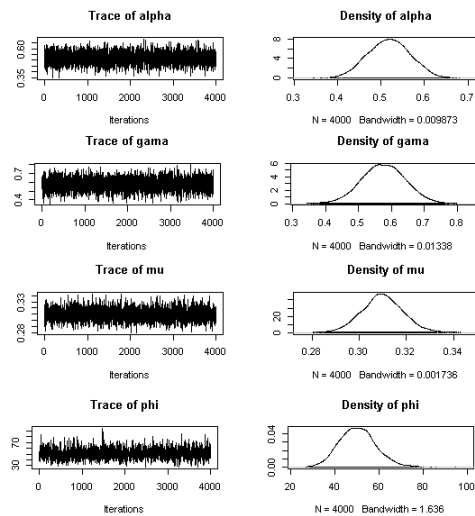 Trace of alpha
0.35 0.60
0 1000 2000 3000 4000
Iterations
Density of alpha
0 4 8
0.3 0.4 0.5 0.6 0.7
N = 4000 Bandwidth = 0.009873
Trace of gama
0.4 0.7
0 1000 2000 3000 4000
Iterations
Density of gama
0 2 4 6
0.3 0.4 0.5 0.6 0.7 0.8
N = 4000 Bandwidth = 0.01338
Trace of mu
0.28 0.33
0 1000 2000 3000 4000
Iterations
Density of mu
0 20
0.28 0.30 0.32 0.34
N = 4000 Bandwidth = 0.001736
Trace of phi
30 70
0 1000 2000 3000 4000
Iterations
Density of phi
0.00 0.04
20 40 60 80 100
N = 4000 Bandwidth = 1.636